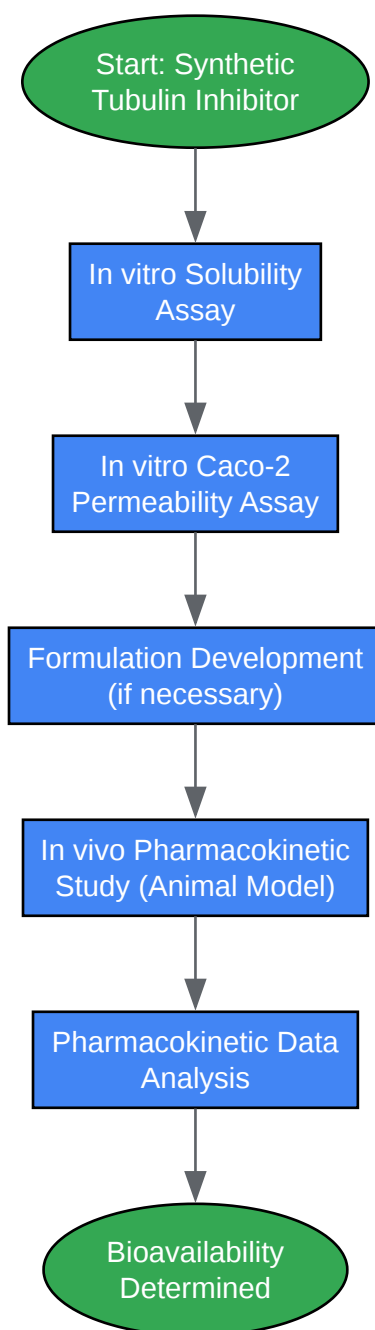 Start: Synthetic
Tubulin Inhibitor
In vitro Solubility
Assay
In vitro Caco-2
Permeability Assay
Formulation Development
(if necessary)
In vivo Pharmacokinetic
Study (Animal Model)
Pharmacokinetic Data
Analysis
Bioavailability
Determined